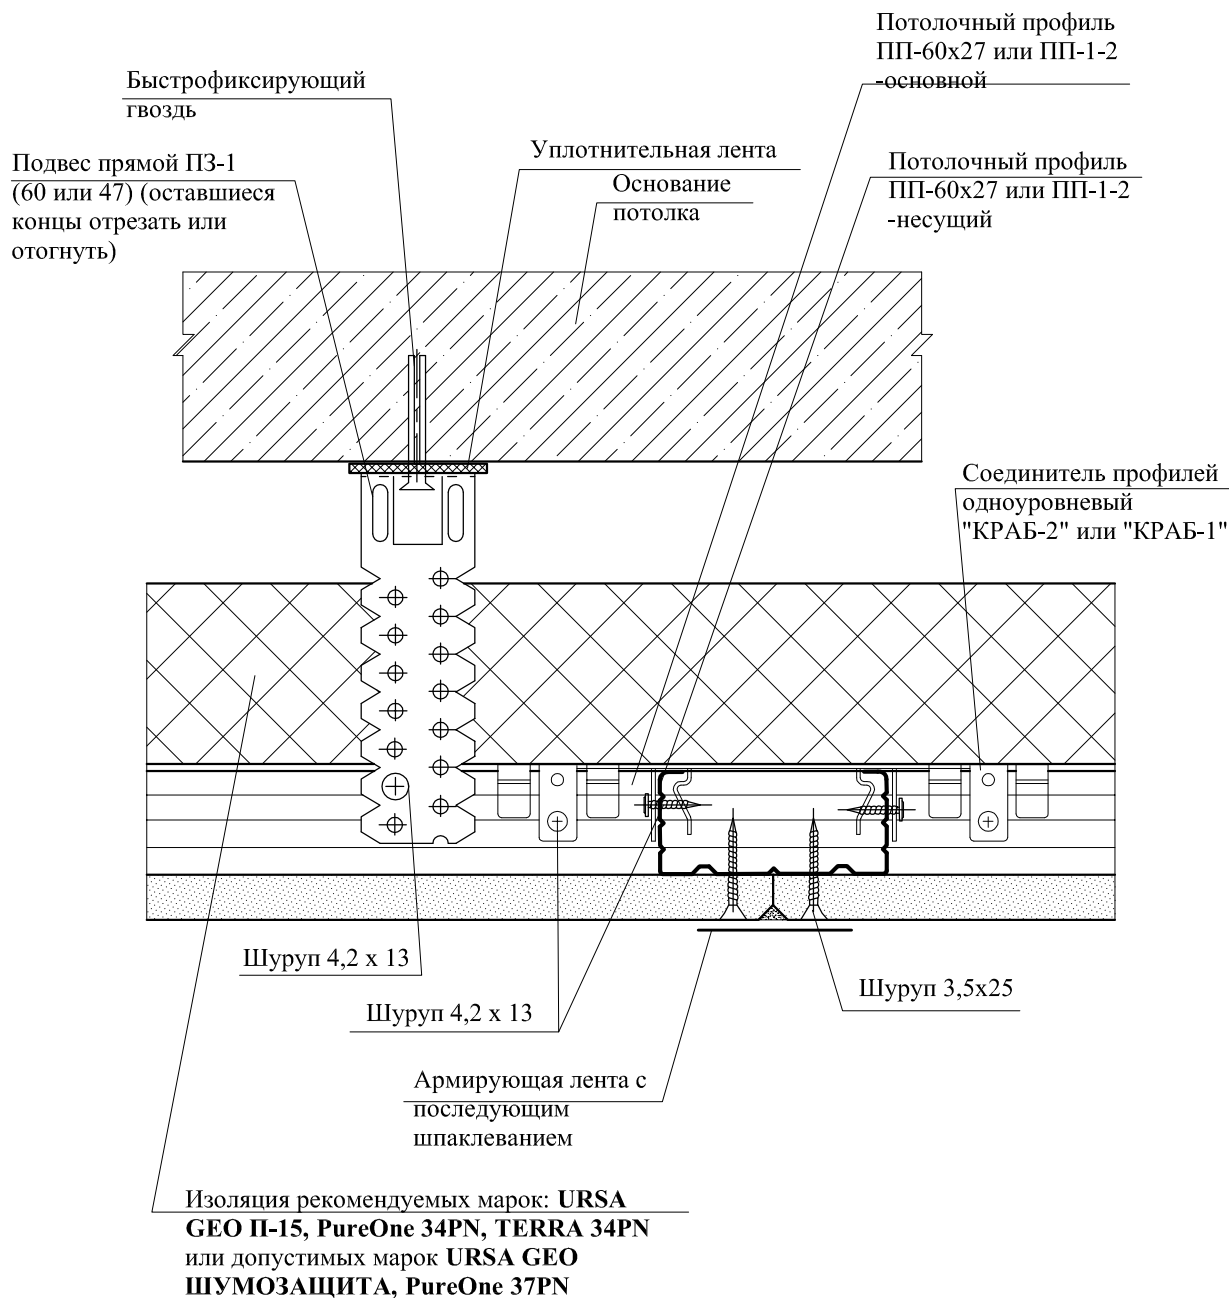 Потолочный профиль
ПП-60х27 или ПП-1-2
-основной
Быстрофиксирующий
гвоздь
Уплотнительная лента
Подвес прямой ПЗ-1
(60 или 47) (оставшиеся
концы отрезать или
отогнуть)
Основание
потолка
Потолочный профиль
ПП-60х27 или ПП-1-2
-несущий
Соединитель профилей
одноуровневый
"КРАБ-2" или "КРАБ-1"
Шуруп 4,2 х 13
Шуруп 4,2 х 13
Шуруп 3,5х25
Армирующая лента с
последующим
шпаклеванием
Изоляция рекомендуемых марок: URSA
GEO П-15, PureOne 34PN, TERRA 34PN
или допустимых марок URSA GEO
ШУМОЗАЩИТА, PureOne 37PN